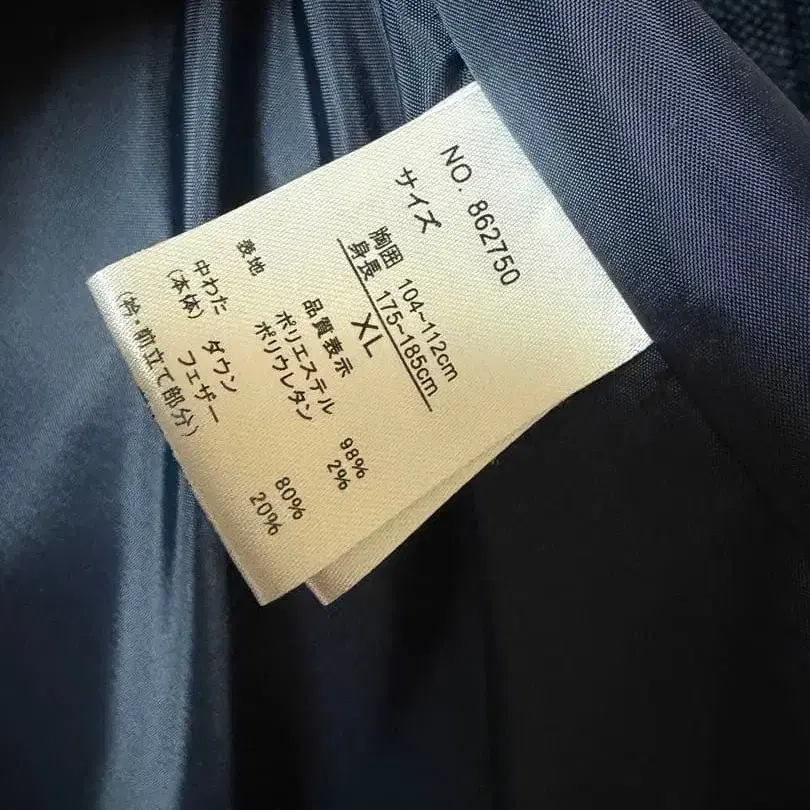 NO. 862750
サイズ
胸囲 104~112cm
身長 175~185cm
XL
品質表示
表地 ポリエステル 98%
ポリウレタン 2%
中わた
(本体) ダウン 80%
フェザー 20%
(衿・前立て部分)